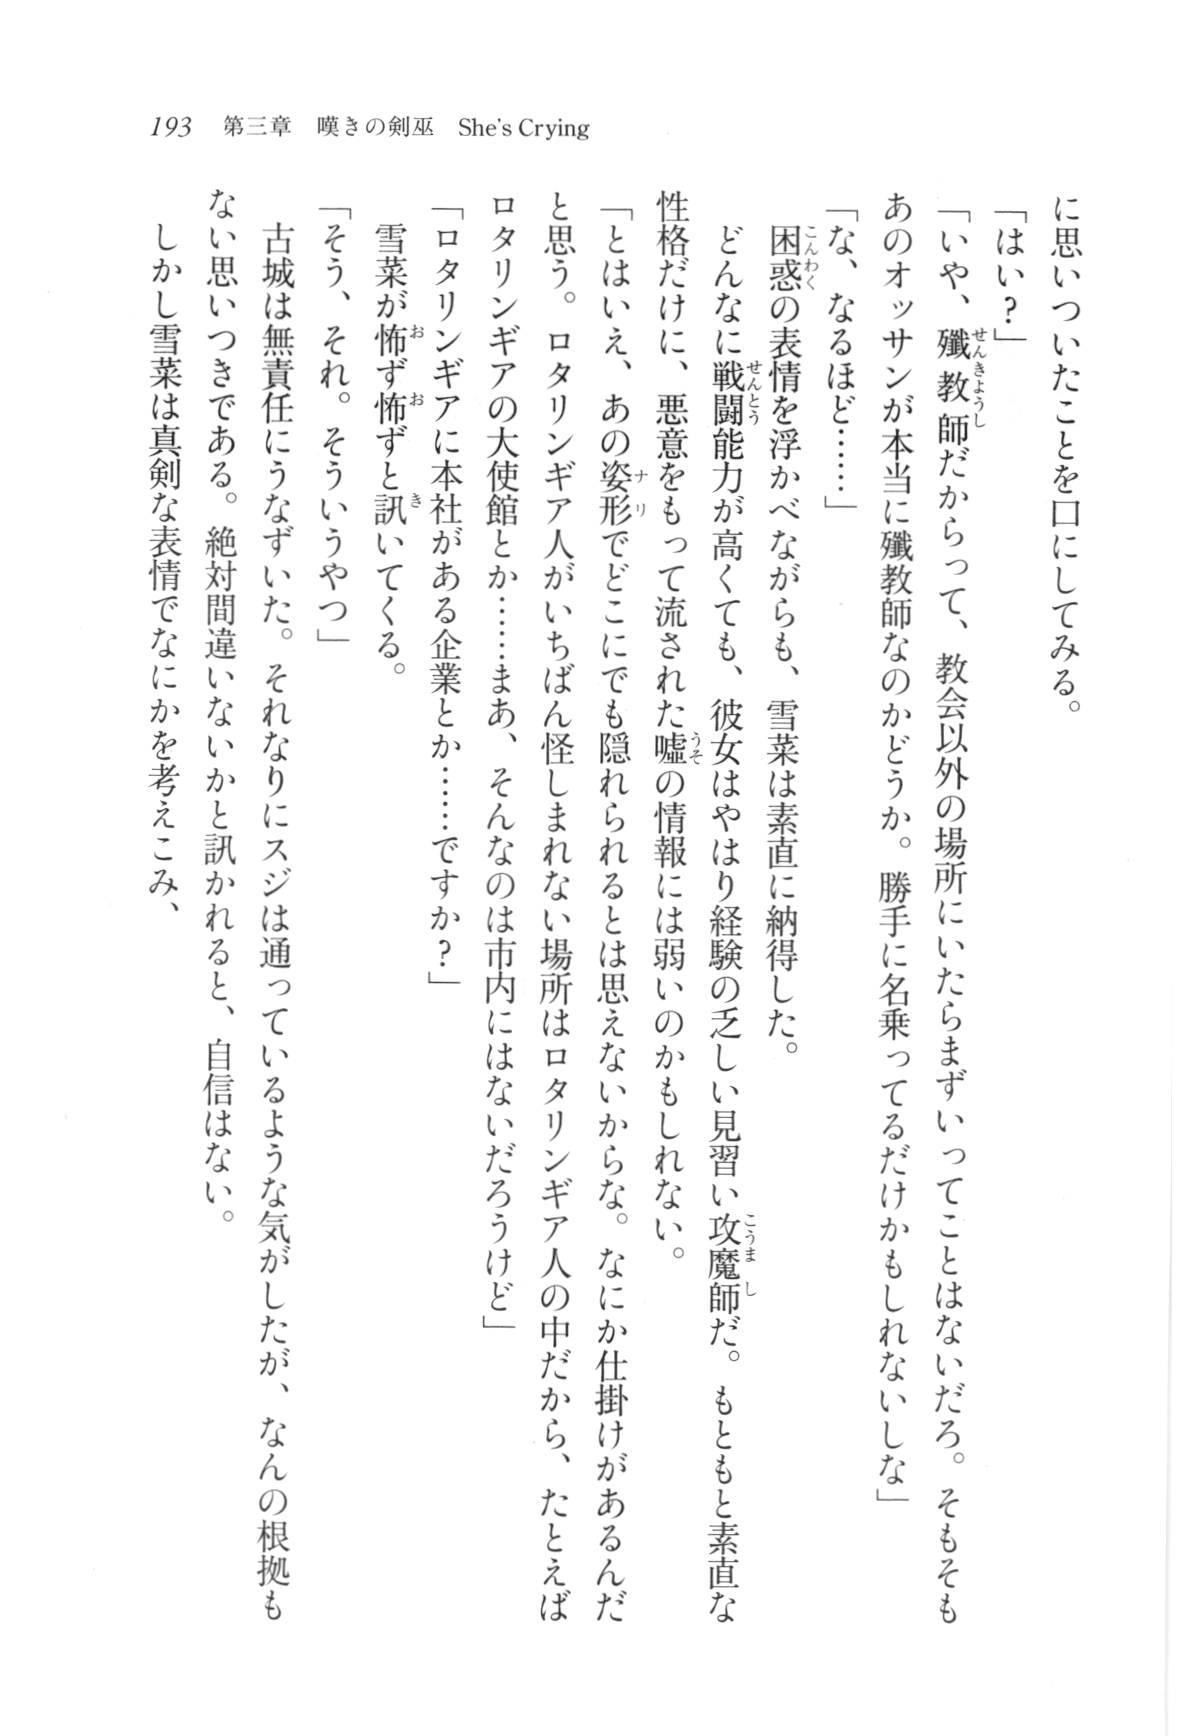 193 第三章 嘆きの剣巫 She's Crying
に思いついたことを口にしてみる。
「はい？」
「いや、殲教師だからって、教会以外の場所にいたらまずいってことはないだろ。そもそも
あのオッサンが本当に殲教師なのかどうか。勝手に名乗ってるだけかもしれないしな」
「な、なるほど……」
困惑の表情を浮かべながらも、雪菜は素直に納得した。
どんなに戦闘能力が高くても、彼女はやはり経験の乏しい見習い攻魔師だ。もともと素直な
性格だけに、悪意をもって流された嘘の情報には弱いのかもしれない。
「とはいえ、あの姿形でどこにでも隠れられるとは思えないからな。なにか仕掛けがあるんだ
と思う。ロタリンギア人がいちばん怪しまれない場所はロタリンギア人の中だから、たとえば
ロタリンギアの大使館とか……まあ、そんなのは市内にはないだろうけど」
「ロタリンギアに本社がある企業とか……ですか？」
雪菜が怖ず怖ずと訊いてくる。
「そう、それ。そういうやつ」
古城は無責任にうなずいた。それなりにスジは通っているような気がしたが、なんの根拠も
ない思いつきである。絶対間違いないかと訊かれると、自信はない。
しかし雪菜は真剣な表情でなにかを考えこみ、